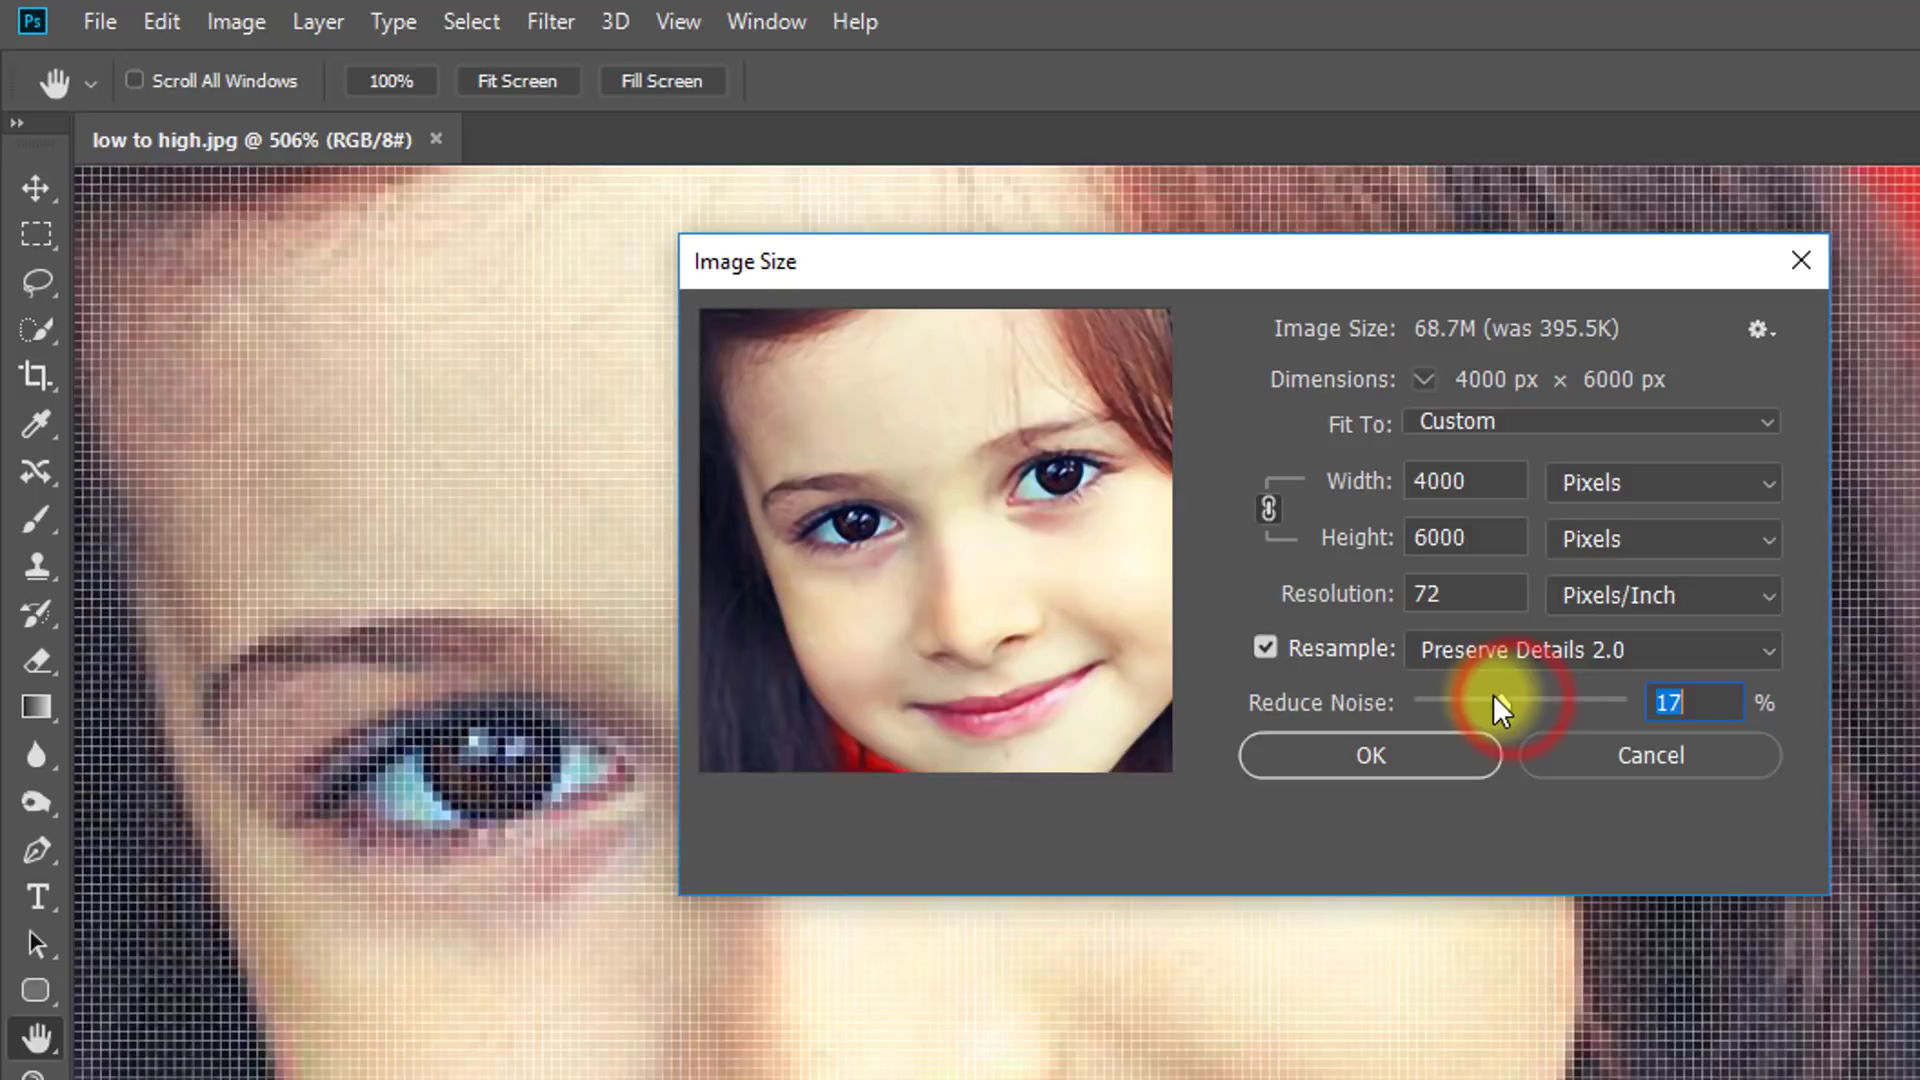 Ps File Edit Image Layer Type Select Filter 3D View Window Help
Scroll All Windows 100% Fit Screen Fill Screen
low to high.jpg @ 506% (RGB/8#) ×
Image Size
Image Size: 68.7M (was 395.5K)
Dimensions: 4000 px × 6000 px
Fit To: Custom
Width: 4000 Pixels
Height: 6000 Pixels
Resolution: 72 Pixels/Inch
Resample: Preserve Details 2.0
Reduce Noise: 17 %
OK Cancel